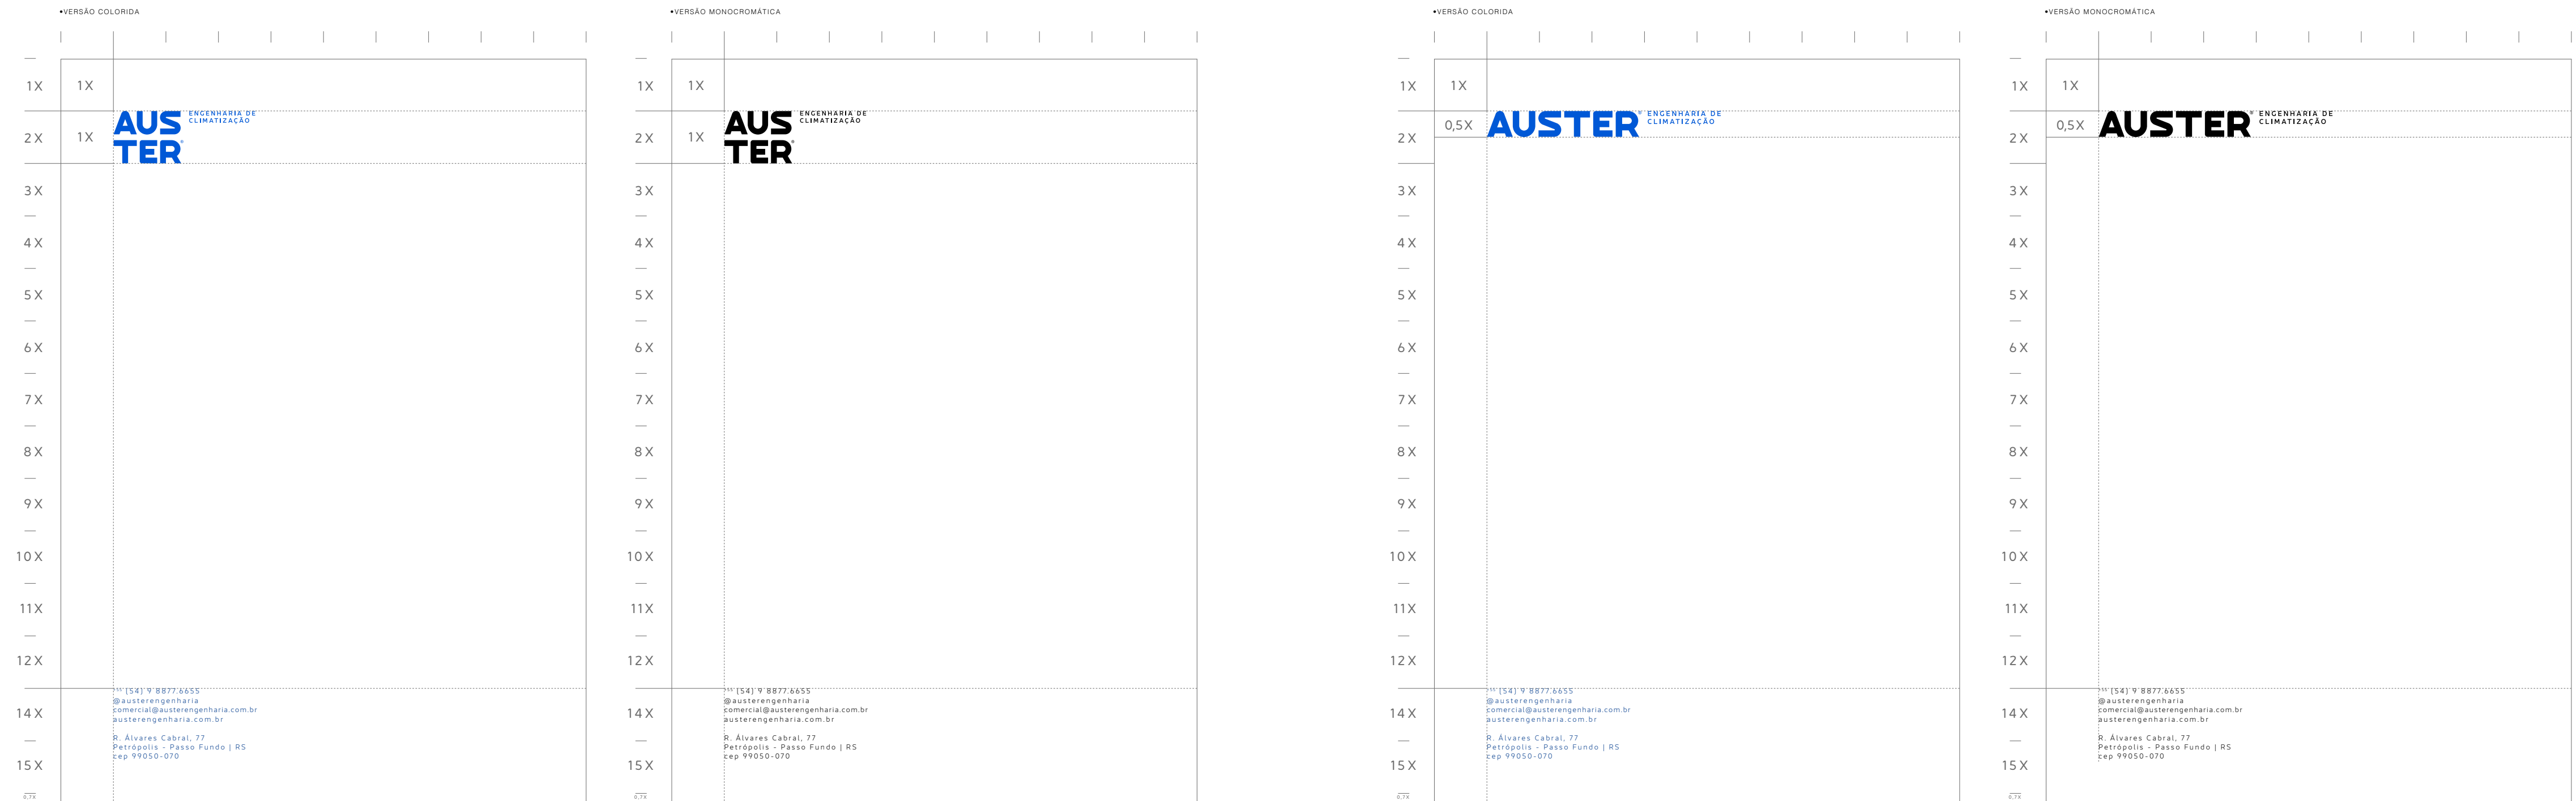 •VERSÃO COLORIDA
1X
1X
2X
1X
AUS
TER®
ENGENHARIA DE
CLIMATIZAÇÃO
3X
4X
5X
6X
7X
8X
9X
10X
11X
12X
14X
15X
0,7X
(54) 9 8877.6655
@austerengenharia
comercial@austerengenharia.com.br
austerengenharia.com.br
R. Álvares Cabral, 77
Petrópolis - Passo Fundo | RS
cep 99050-070
•VERSÃO MONOCROMÁTICA
1X
1X
2X
1X
AUS
TER®
ENGENHARIA DE
CLIMATIZAÇÃO
3X
4X
5X
6X
7X
8X
9X
10X
11X
12X
14X
15X
0,7X
(54) 9 8877.6655
@austerengenharia
comercial@austerengenharia.com.br
austerengenharia.com.br
R. Álvares Cabral, 77
Petrópolis - Passo Fundo | RS
cep 99050-070
•VERSÃO COLORIDA
1X
1X
2X
0,5X
AUSTER®
ENGENHARIA DE
CLIMATIZAÇÃO
3X
4X
5X
6X
7X
8X
9X
10X
11X
12X
14X
15X
0,7X
(54) 9 8877.6655
@austerengenharia
comercial@austerengenharia.com.br
austerengenharia.com.br
R. Álvares Cabral, 77
Petrópolis - Passo Fundo | RS
cep 99050-070
•VERSÃO MONOCROMÁTICA
1X
1X
2X
0,5X
AUSTER®
ENGENHARIA DE
CLIMATIZAÇÃO
3X
4X
5X
6X
7X
8X
9X
10X
11X
12X
14X
15X
0,7X
(54) 9 8877.6655
@austerengenharia
comercial@austerengenharia.com.br
austerengenharia.com.br
R. Álvares Cabral, 77
Petrópolis - Passo Fundo | RS
cep 99050-070